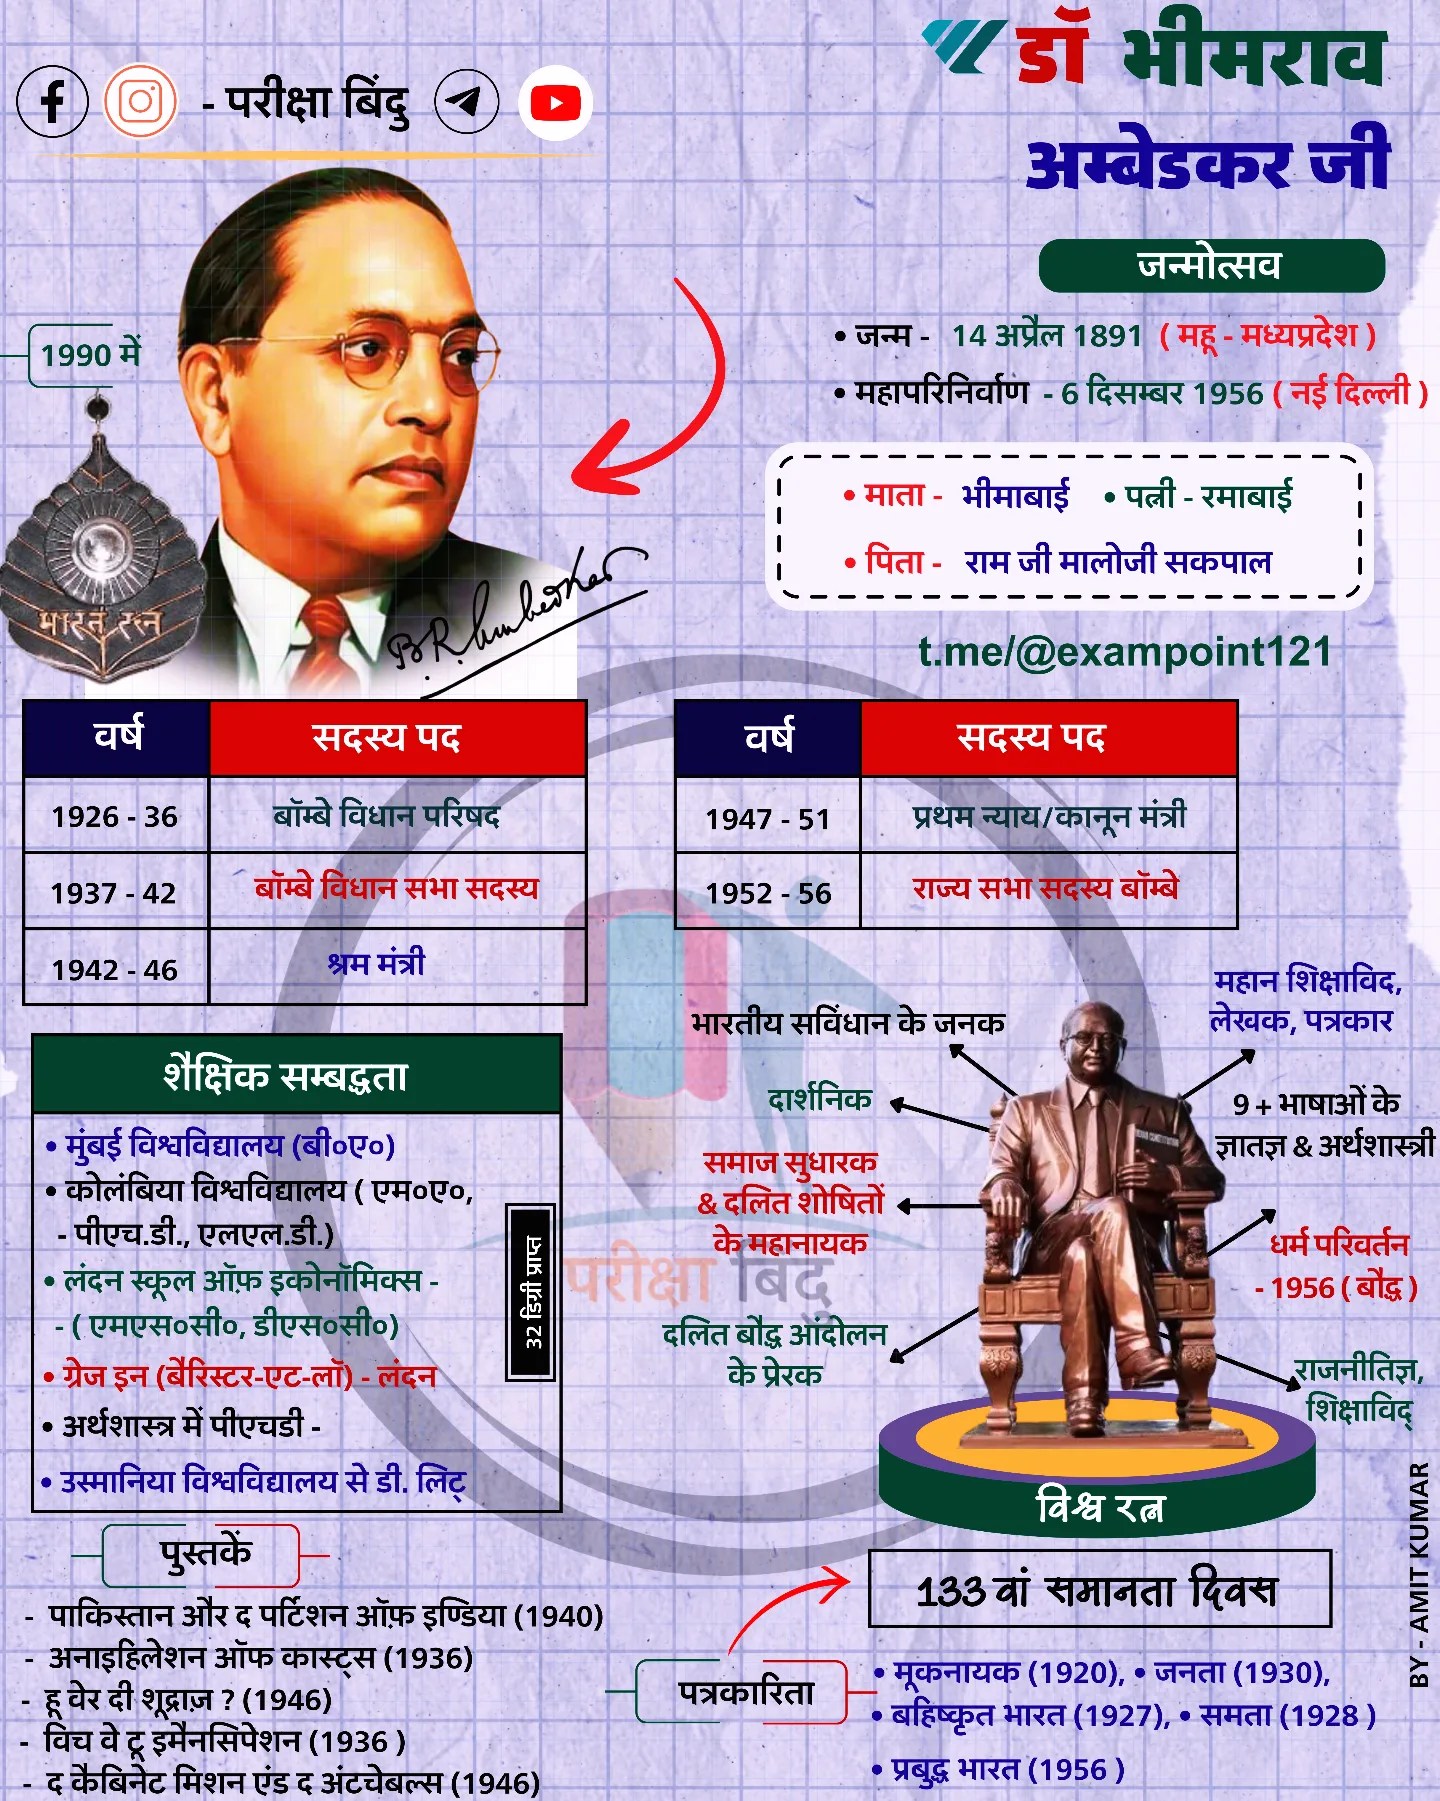 - परीक्षा बिंदु
डॉ भीमराव
अम्बेडकर जी
जन्मोत्सव
• जन्म - 14 अप्रैल 1891 ( महू - मध्यप्रदेश )
• महापरिनिर्वाण - 6 दिसम्बर 1956 ( नई दिल्ली )
1990 में
भारत रत्न
B.R. Ambedkar
• माता - भीमाबाई • पत्नी - रमाबाई
• पिता - राम जी मालोजी सकपाल
t.me/@exampoint121
वर्ष सदस्य पद
1926 - 36 बॉम्बे विधान परिषद
1937 - 42 बॉम्बे विधान सभा सदस्य
1942 - 46 श्रम मंत्री
वर्ष सदस्य पद
1947 - 51 प्रथम न्याय/कानून मंत्री
1952 - 56 राज्य सभा सदस्य बॉम्बे
शैक्षिक सम्बद्धता
• मुंबई विश्वविद्यालय (बी०ए०)
• कोलंबिया विश्वविद्यालय ( एम०ए०,
- पीएच.डी., एलएल.डी.)
• लंदन स्कूल ऑफ़ इकोनॉमिक्स -
- ( एमएस०सी०, डीएस०सी०)
• ग्रेज इन (बैरिस्टर-एट-लॉ) - लंदन
• अर्थशास्त्र में पीएचडी -
• उस्मानिया विश्वविद्यालय से डी. लिट्
32 डिग्री प्राप्त
परीक्षा बिंदु
भारतीय सविंधान के जनक
दार्शनिक
समाज सुधारक
& दलित शोषितों
के महानायक
दलित बौद्ध आंदोलन
के प्रेरक
महान शिक्षाविद,
लेखक, पत्रकार
9 + भाषाओं के
ज्ञातज्ञ & अर्थशास्त्री
धर्म परिवर्तन
- 1956 ( बौद्ध )
राजनीतिज्ञ,
शिक्षाविद्
विश्व रत्न
133 वां समानता दिवस
पुस्तकें
- पाकिस्तान और द पर्टिशन ऑफ़ इण्डिया (1940)
- अनाइहिलेशन ऑफ कास्ट्स (1936)
- हू वेर दी शूद्राज़ ? (1946)
- विच वे टू इमैनसिपेशन (1936 )
- द कैबिनेट मिशन एंड द अंटचेबल्स (1946)
पत्रकारिता
• मूकनायक (1920), • जनता (1930),
• बहिष्कृत भारत (1927), • समता (1928 )
• प्रबुद्ध भारत (1956 )
BY - AMIT KUMAR